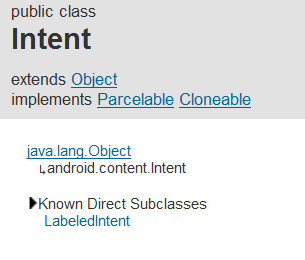 public class
Intent
extends Object
implements Parcelable Cloneable
java.lang.Object
↳android.content.Intent
Known Direct Subclasses
LabeledIntent